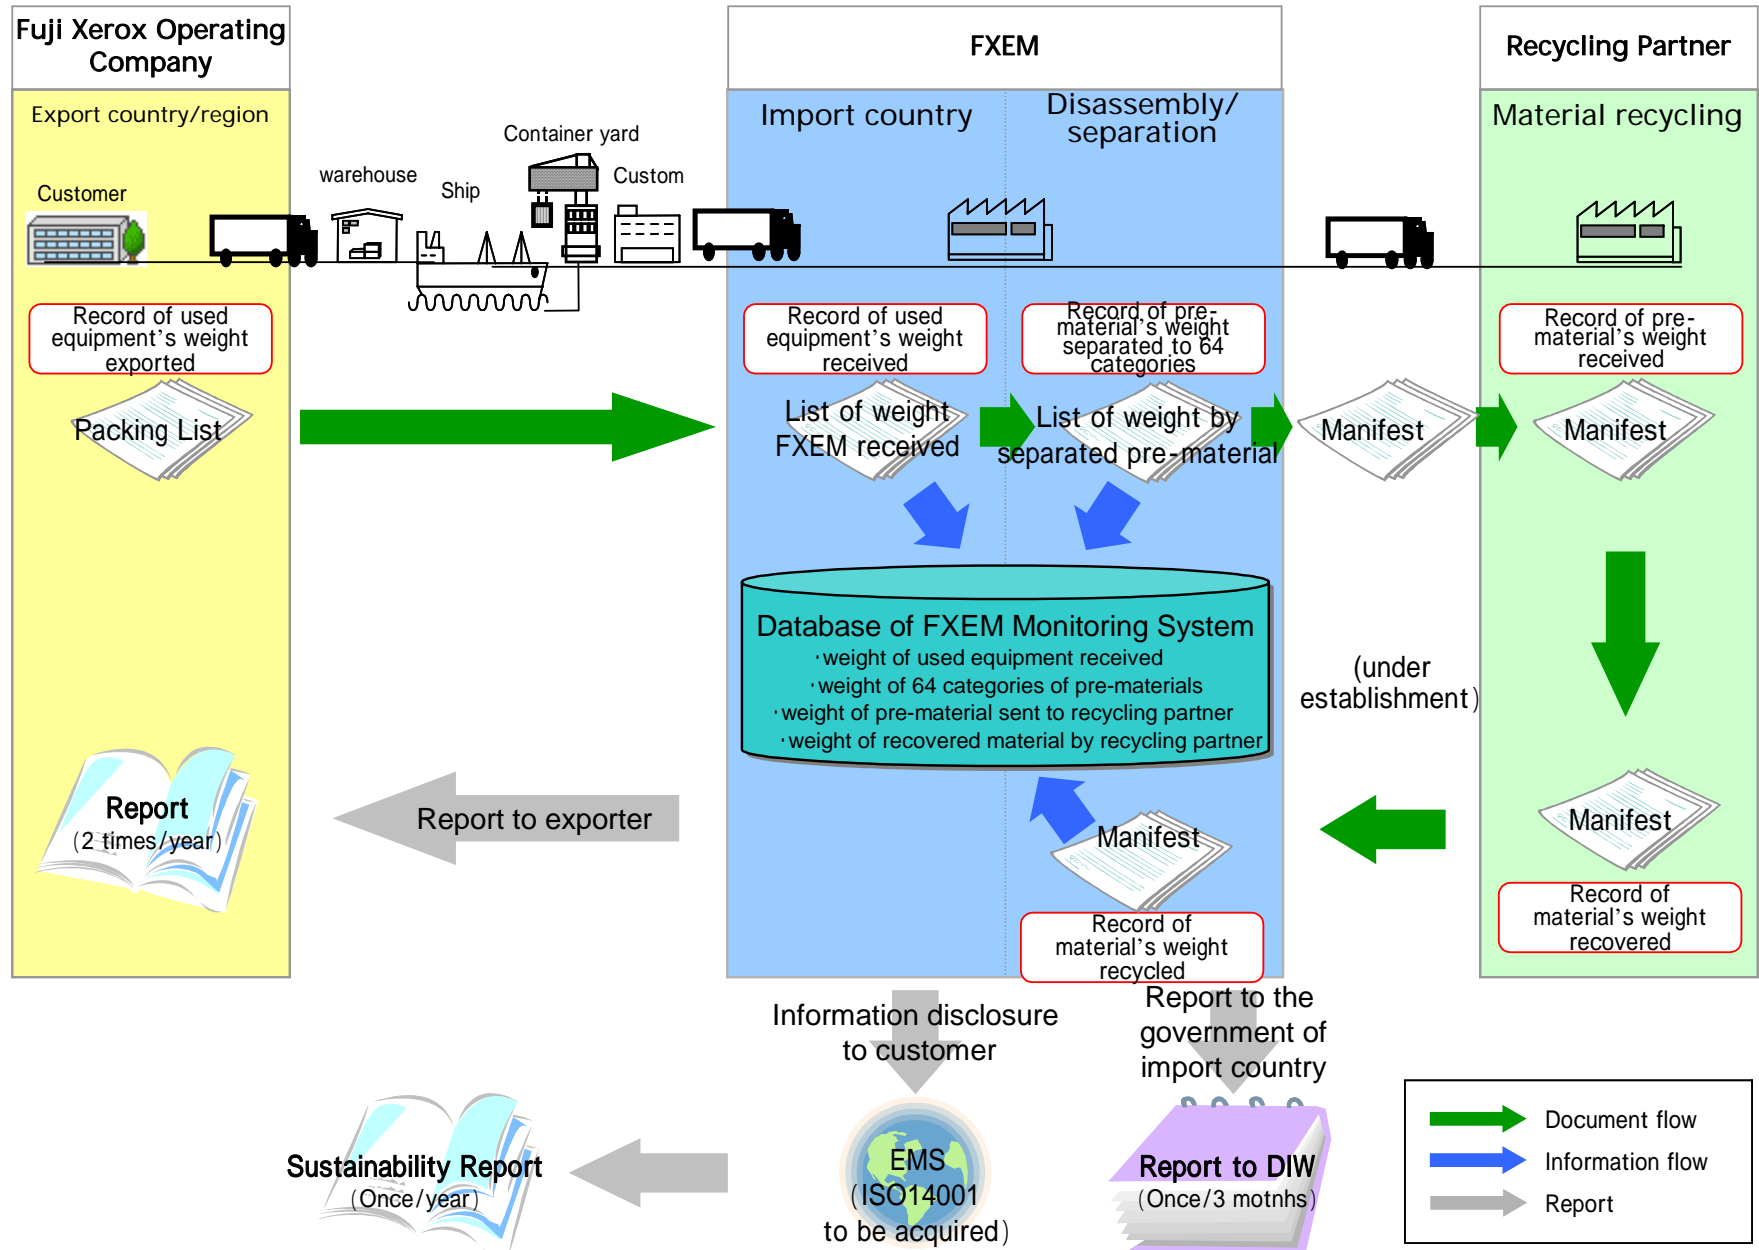 Fuji Xerox Operating
Company
FXEM
Recycling Partner
Export country/region
Import country
Disassembly/
separation
Material recycling
Customer
warehouse
Ship
Container yard
Custom
Record of used
equipment's weight
exported
Record of used
equipment's weight
received
Record of pre-
material's weight
separated to 64
categories
Record of pre-
material's weight
received
Packing List
List of weight
FXEM received
List of weight by
separated pre-material
Manifest
Manifest
Database of FXEM Monitoring System
·weight of used equipment received
·weight of 64 categories of pre-materials
·weight of pre-material sent to recycling partner
·weight of recovered material by recycling partner
(under
establishment)
Report
(2 times/year)
Report to exporter
Manifest
Manifest
Record of
material's weight
recycled
Record of
material's weight
recovered
Information disclosure
to customer
Report to the
government of
import country
Sustainability Report
(Once/year)
EMS
(ISO14001
to be acquired)
Report to DIW
(Once/3 motnhs)
Document flow
Information flow
Report